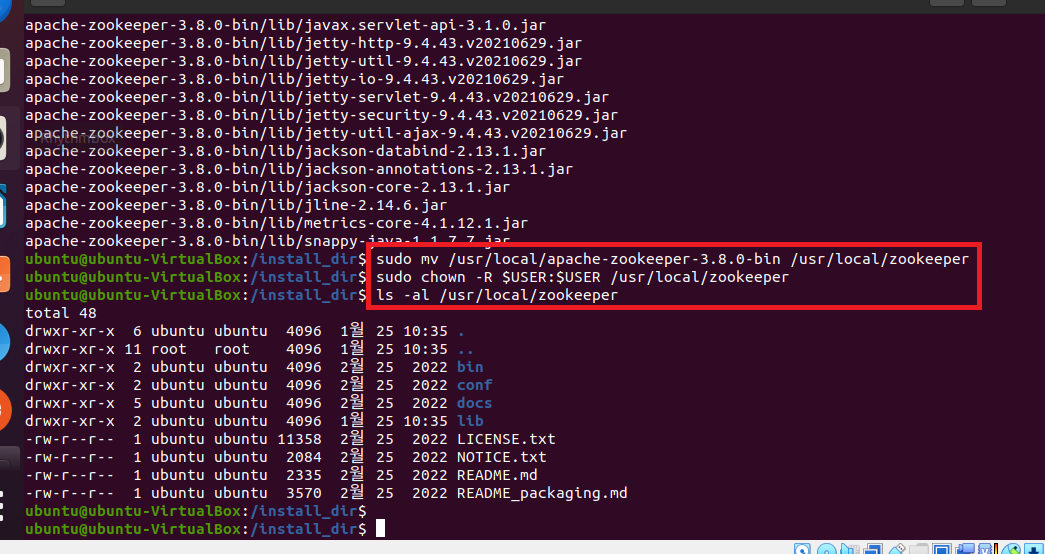 apache-zookeeper-3.8.0-bin/lib/javax.servlet-api-3.1.0.jar
apache-zookeeper-3.8.0-bin/lib/jetty-http-9.4.43.v20210629.jar
apache-zookeeper-3.8.0-bin/lib/jetty-util-9.4.43.v20210629.jar
apache-zookeeper-3.8.0-bin/lib/jetty-io-9.4.43.v20210629.jar
apache-zookeeper-3.8.0-bin/lib/jetty-servlet-9.4.43.v20210629.jar
apache-zookeeper-3.8.0-bin/lib/jetty-security-9.4.43.v20210629.jar
apache-zookeeper-3.8.0-bin/lib/jetty-util-ajax-9.4.43.v20210629.jar
Rhythmbox
apache-zookeeper-3.8.0-bin/lib/jackson-databind-2.13.1.jar
apache-zookeeper-3.8.0-bin/lib/jackson-annotations-2.13.1.jar
apache-zookeeper-3.8.0-bin/lib/jackson-core-2.13.1.jar
apache-zookeeper-3.8.0-bin/lib/jline-2.14.6.jar
apache-zookeeper-3.8.0-bin/lib/metrics-core-4.1.12.1.jar
apache-zookeeper-3.8.0-bin/lib/snappy-java-1.1.7.7.jar
ubuntu@ubuntu-VirtualBox:/install_dir$ sudo mv /usr/local/apache-zookeeper-3.8.0-bin /usr/local/zookeeper
ubuntu@ubuntu-VirtualBox:/install_dir$ sudo chown -R $USER:$USER /usr/local/zookeeper
ubuntu@ubuntu-VirtualBox:/install_dir$ ls -al /usr/local/zookeeper
total 48
drwxr-xr-x  6 ubuntu ubuntu  4096  1월 25 10:35 .
drwxr-xr-x 11 root   root    4096  1월 25 10:35 ..
drwxr-xr-x  2 ubuntu ubuntu  4096  2월 25  2022 bin
drwxr-xr-x  2 ubuntu ubuntu  4096  2월 25  2022 conf
drwxr-xr-x  5 ubuntu ubuntu  4096  2월 25  2022 docs
drwxr-xr-x  2 ubuntu ubuntu  4096  1월 25 10:35 lib
-rw-r--r--  1 ubuntu ubuntu 11358  2월 25  2022 LICENSE.txt
-rw-r--r--  1 ubuntu ubuntu  2084  2월 25  2022 NOTICE.txt
-rw-r--r--  1 ubuntu ubuntu  2335  2월 25  2022 README.md
-rw-r--r--  1 ubuntu ubuntu  3570  2월 25  2022 README_packaging.md
ubuntu@ubuntu-VirtualBox:/install_dir$
ubuntu@ubuntu-VirtualBox:/install_dir$